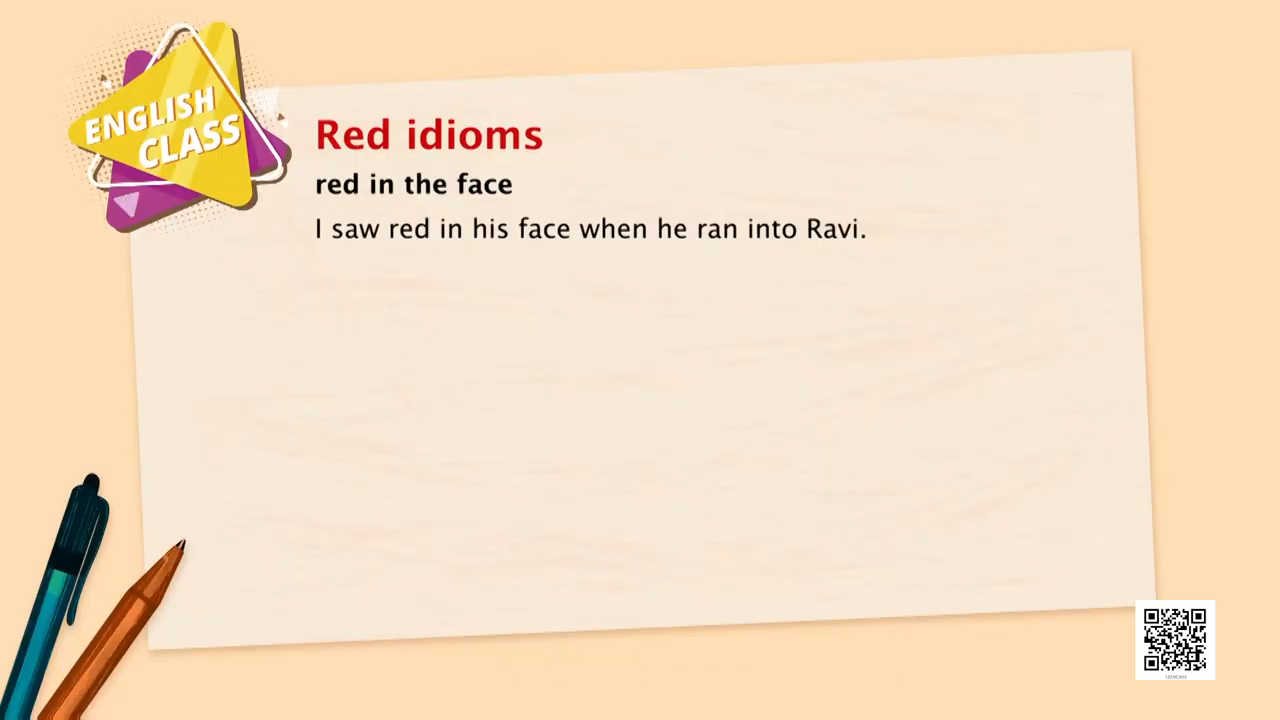 ENGLISH
CLASS
Red idioms
red in the face
I saw red in his face when he ran into Ravi.